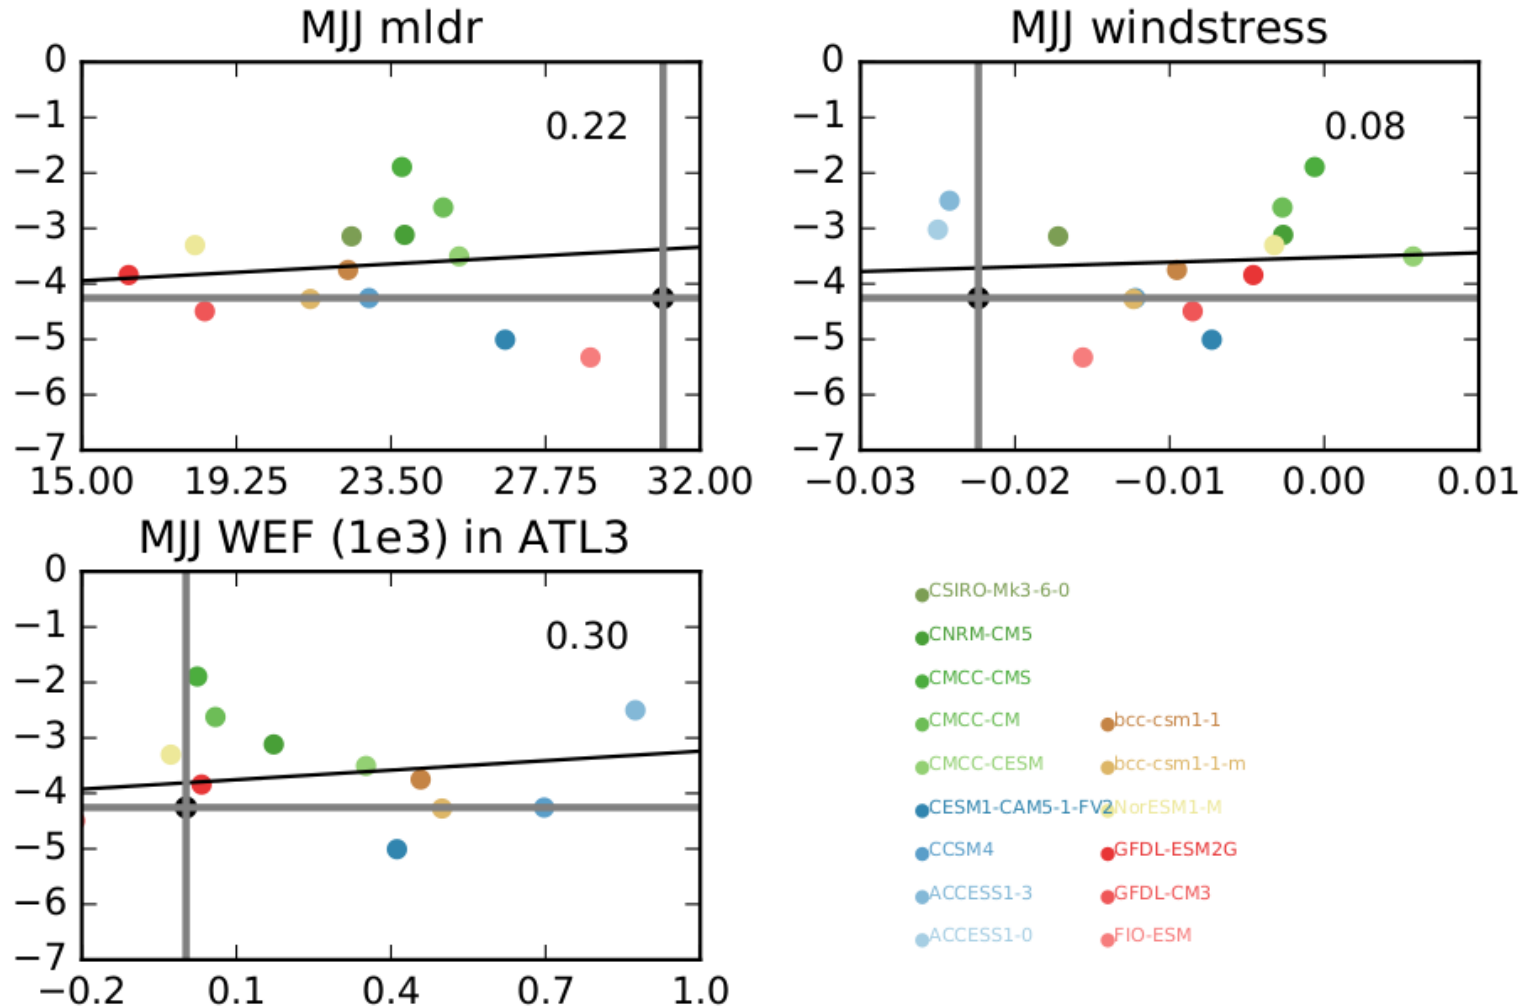 MJJ mldr
0
−1
0.22
−2
−3
−4
−5
−6
−7
15.00 19.25 23.50 27.75 32.00
MJJ windstress
0
−1
0.08
−2
−3
−4
−5
−6
−7
−0.03 −0.02 −0.01 0.00 0.01
MJJ WEF (1e3) in ATL3
0
−1
0.30
−2
−3
−4
−5
−6
−7
−0.2 0.1 0.4 0.7 1.0
CSIRO-Mk3-6-0
CNRM-CM5
CMCC-CMS
CMCC-CM
CMCC-CESM
CESM1-CAM5-1-FV2
CCSM4
ACCESS1-3
ACCESS1-0
bcc-csm1-1
bcc-csm1-1-m
NorESM1-M
GFDL-ESM2G
GFDL-CM3
FIO-ESM